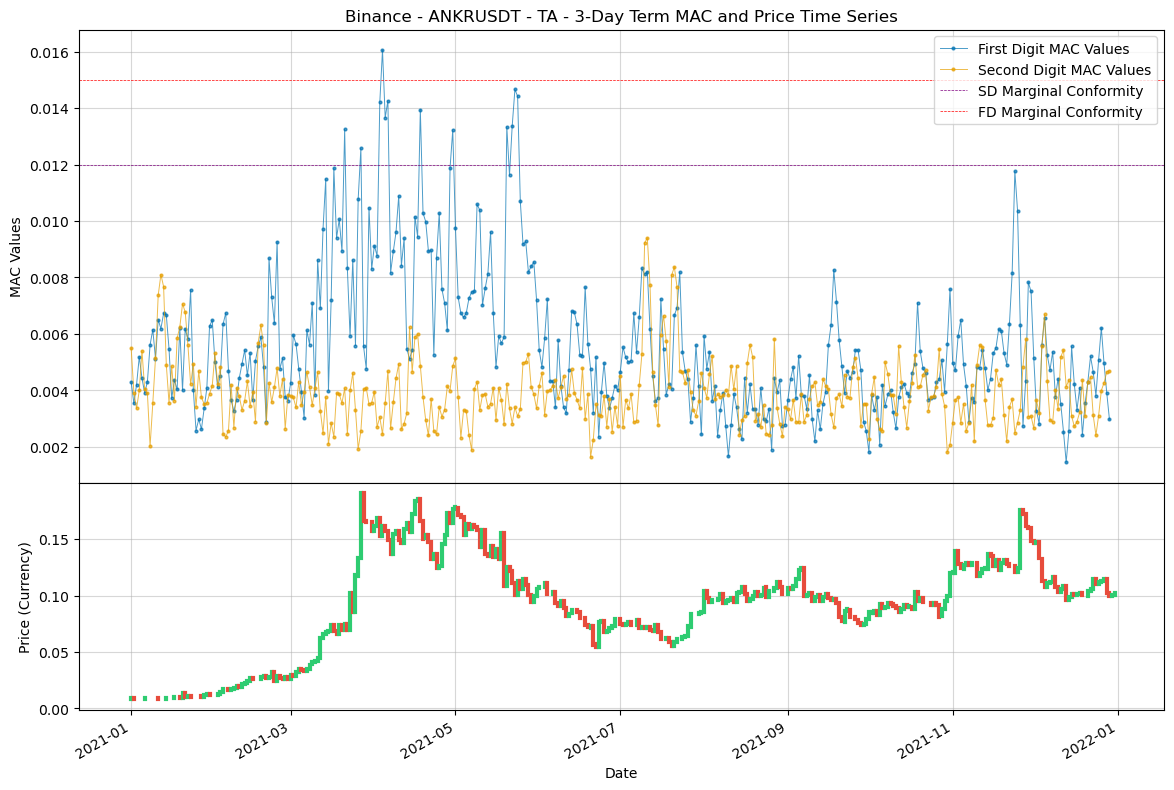 Binance - ANKRUSDT - TA - 3-Day Term MAC and Price Time Series
First Digit MAC Values
Second Digit MAC Values
SD Marginal Conformity
FD Marginal Conformity
MAC Values
0.016
0.014
0.012
0.010
0.008
0.006
0.004
0.002
Price (Currency)
0.15
0.10
0.05
0.00
2021-01
2021-03
2021-05
2021-07
2021-09
2021-11
2022-01
Date